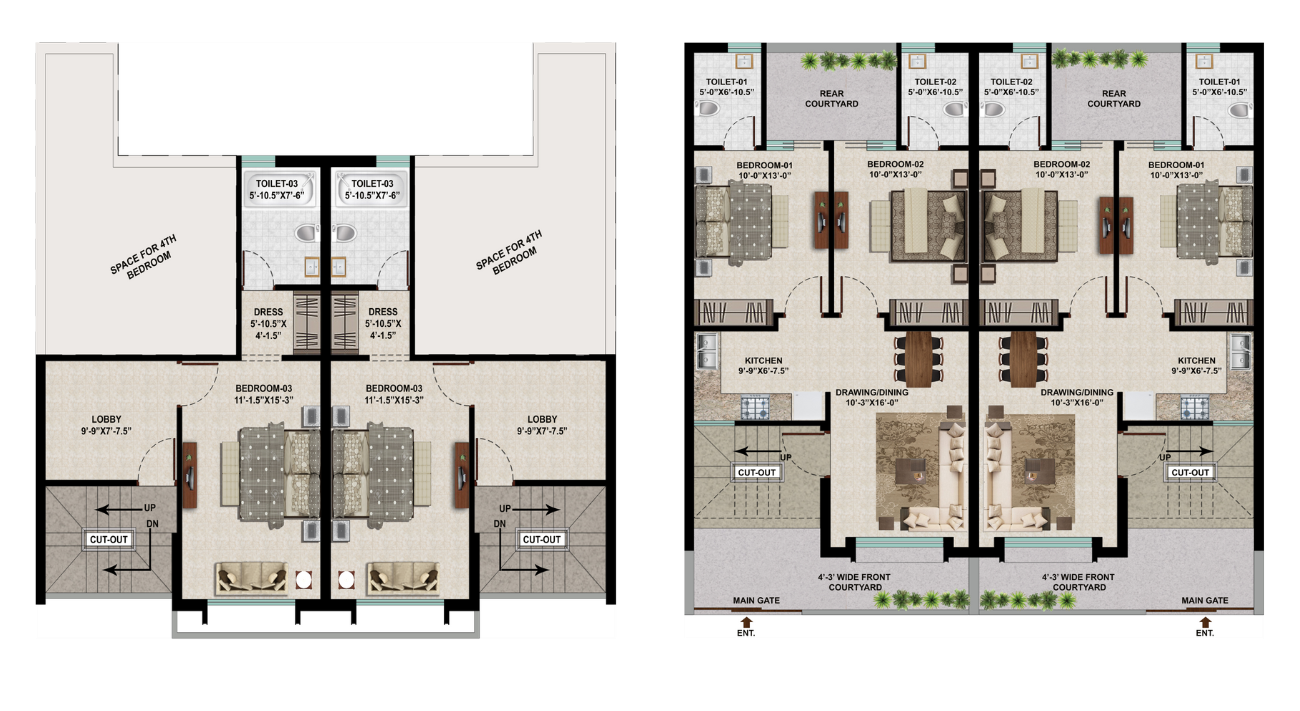 TOILET-03
5'-10.5"X7'-6"
TOILET-03
5'-10.5"X7'-6"
SPACE FOR 4TH
BEDROOM
SPACE FOR 4TH
BEDROOM
DRESS
5'-10.5"X
4'-1.5"
DRESS
5'-10.5"X
4'-1.5"
BEDROOM-03
11'-1.5"X15'-3"
BEDROOM-03
11'-1.5"X15'-3"
LOBBY
9'-9"X7'-7.5"
LOBBY
9'-9"X7'-7.5"
UP
DN
CUT-OUT
UP
DN
CUT-OUT
TOILET-01
5'-0"X6'-10.5"
REAR
COURTYARD
TOILET-02
5'-0"X6'-10.5"
TOILET-02
5'-0"X6'-10.5"
REAR
COURTYARD
TOILET-01
5'-0"X6'-10.5"
BEDROOM-01
10'-0"X13'-0"
BEDROOM-02
10'-0"X13'-0"
BEDROOM-02
10'-0"X13'-0"
BEDROOM-01
10'-0"X13'-0"
KITCHEN
9'-9"X6'-7.5"
KITCHEN
9'-9"X6'-7.5"
DRAWING/DINING
10'-3"X16'-0"
DRAWING/DINING
10'-3"X16'-0"
UP
CUT-OUT
UP
CUT-OUT
4'-3' WIDE FRONT
COURTYARD
4'-3' WIDE FRONT
COURTYARD
MAIN GATE
MAIN GATE
ENT.
ENT.